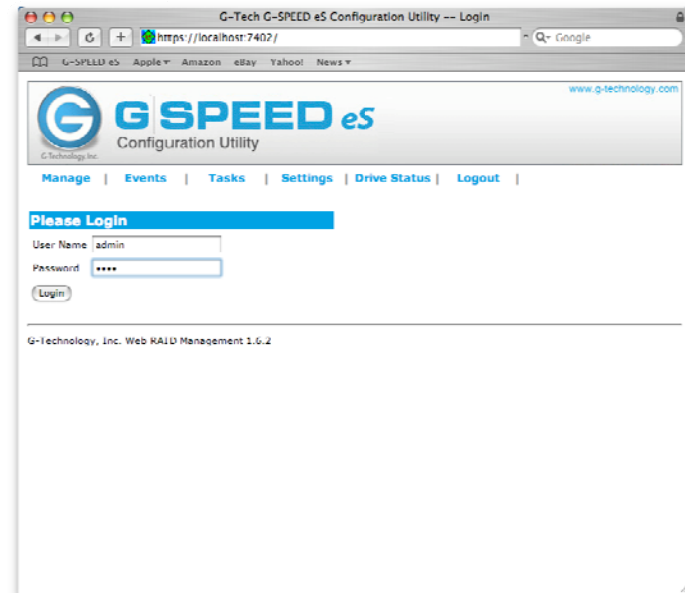 G-Tech G-SPEED eS Configuration Utility -- Login
https://localhost:7402/
Google
G-SPEED eS Apple Amazon eBay Yahoo! News
www.g-technology.com
G SPEED eS
Configuration Utility
G-Technology, Inc.
Manage | Events | Tasks | Settings | Drive Status | Logout |
Please Login
User Name admin
Password ••••
Login
G-Technology, Inc. Web RAID Management 1.6.2